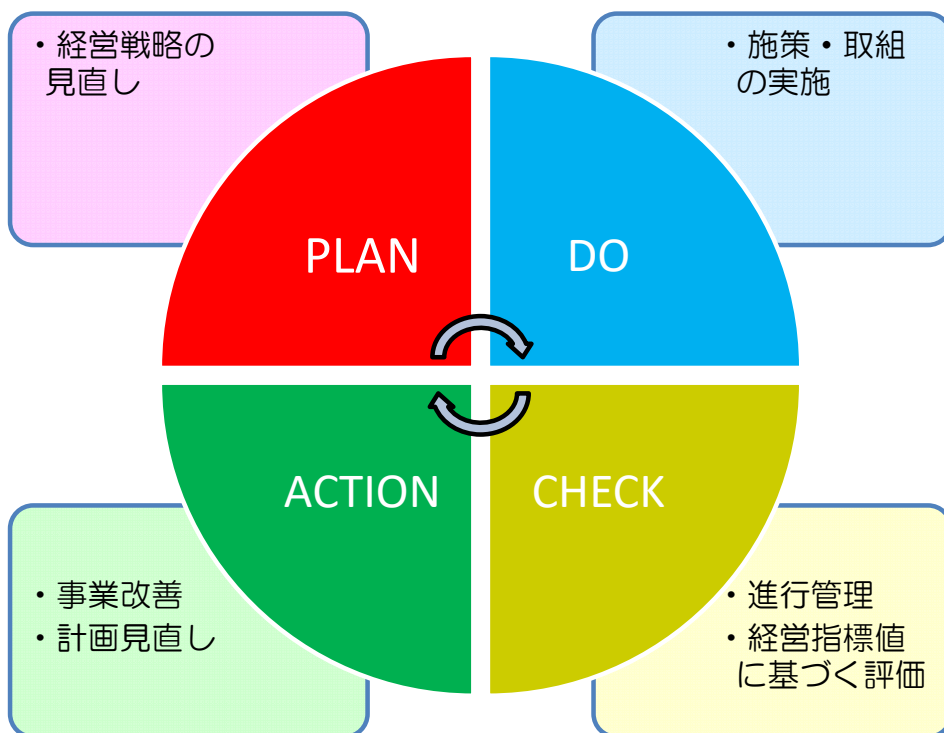 ・経営戦略の
見直し
・施策・取組
の実施
PLAN
DO
ACTION
CHECK
・事業改善
・計画見直し
・進行管理
・経営指標値
に基づく評価